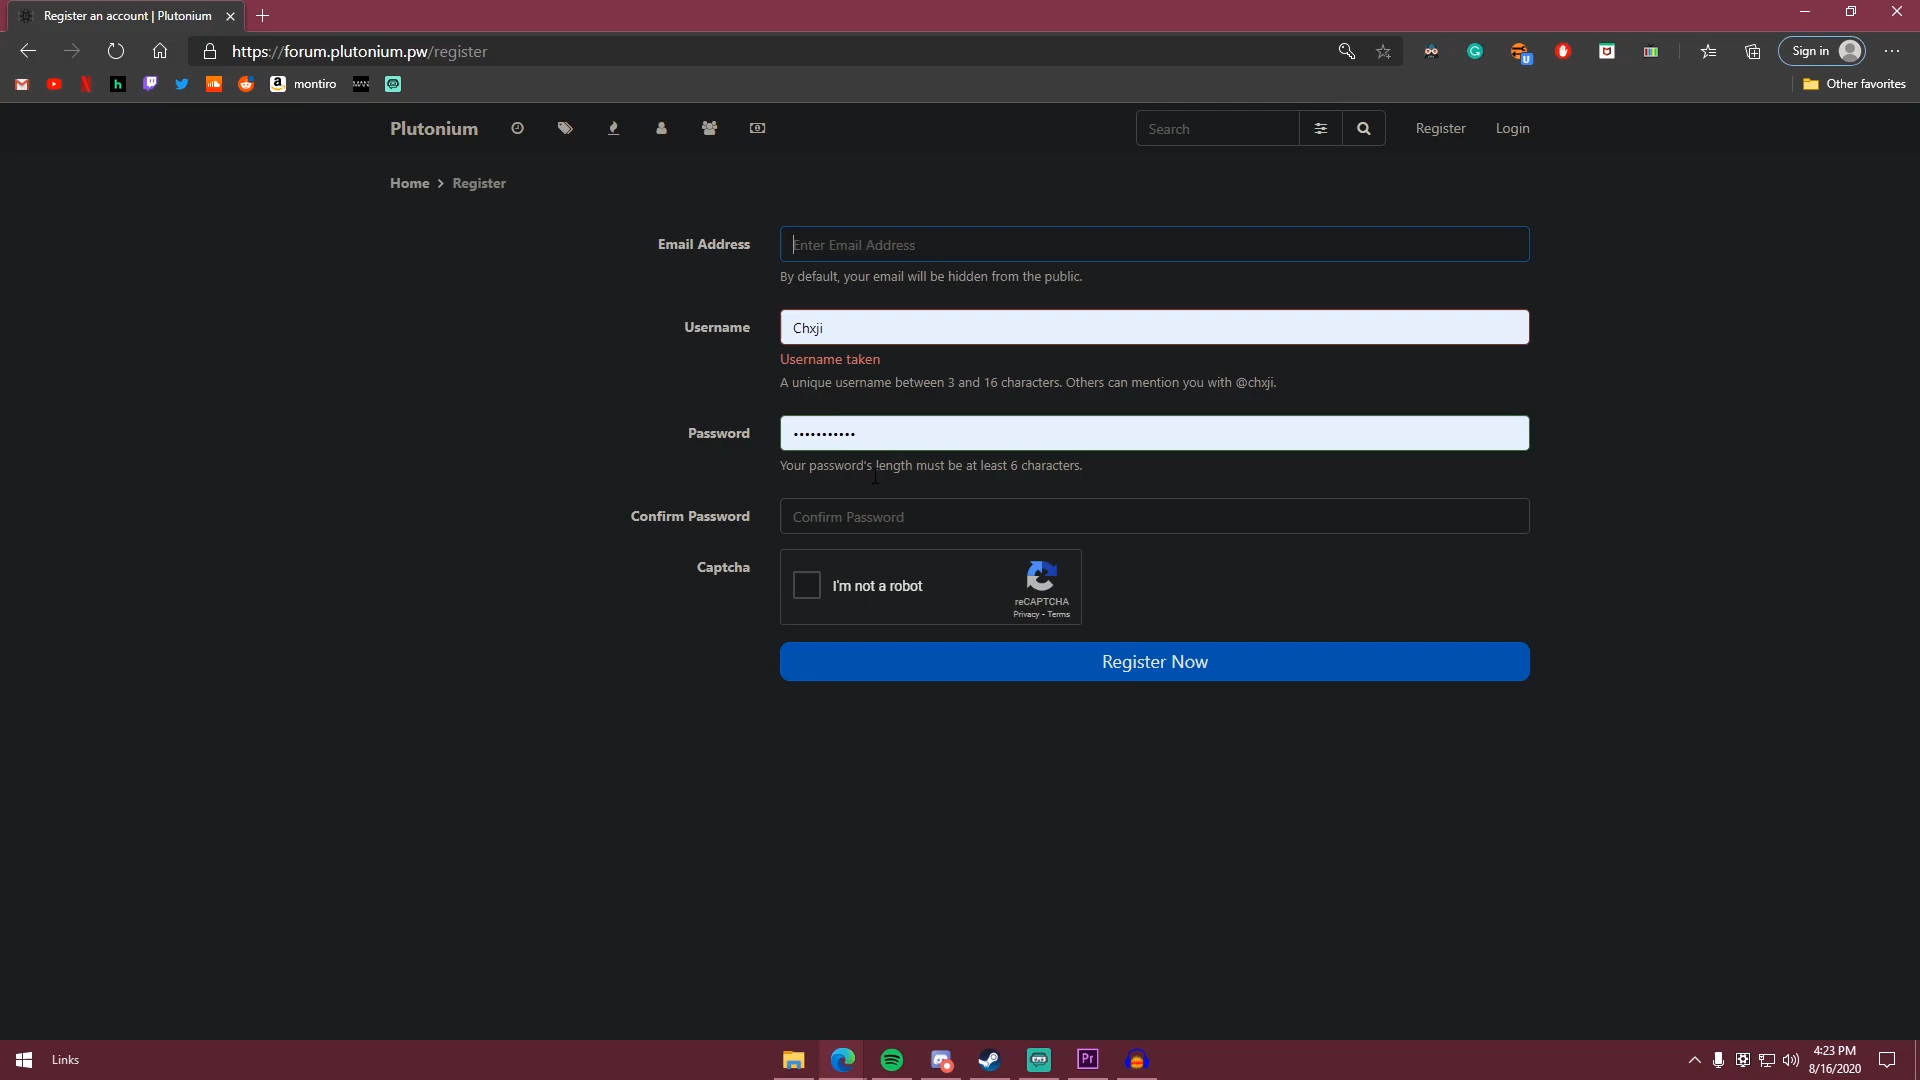 Register an account | Plutonium
https://forum.plutonium.pw/register
Sign in
h
a
montiro
MAN
Other favorites
Plutonium
Search
Register
Login
Home > Register
Email Address
Enter Email Address
By default, your email will be hidden from the public.
Username
Chxji
Username taken
A unique username between 3 and 16 characters. Others can mention you with @chxji.
Password
•••••••••••
Your password's length must be at least 6 characters.
Confirm Password
Confirm Password
Captcha
I'm not a robot
reCAPTCHA
Privacy - Terms
Register Now
Links
Pr
4:23 PM
8/16/2020